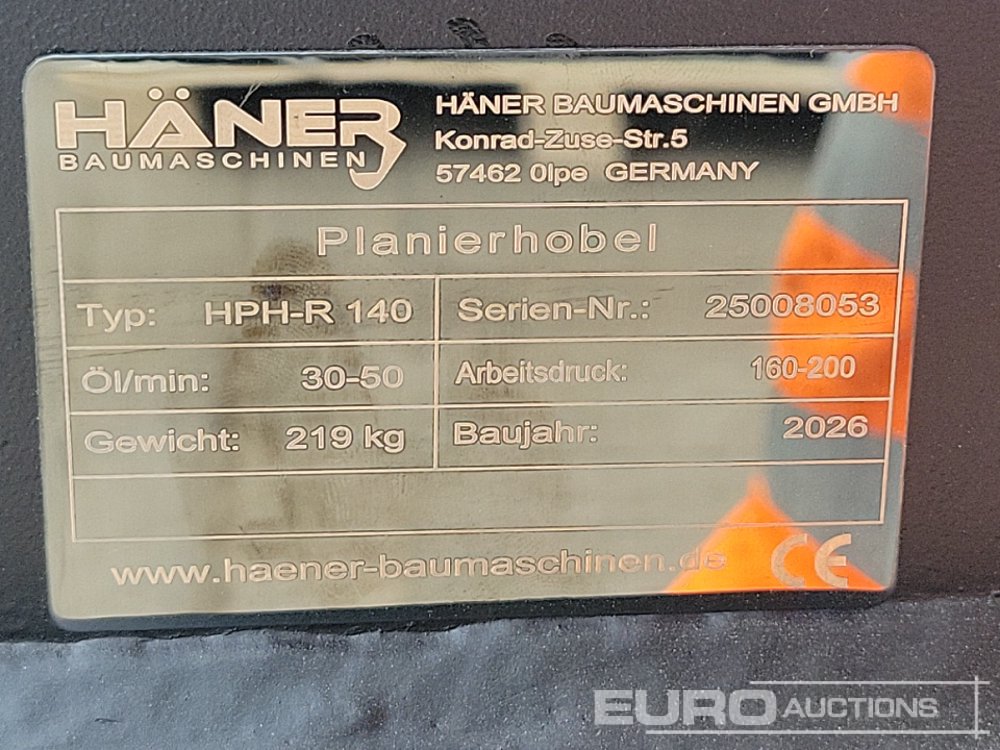 HÄNER
BAUMASCHINEN
HÄNER BAUMASCHINEN GMBH
Konrad-Zuse-Str.5
57462 Olpe GERMANY
Planierhobel
Typ: HPH-R 140
Serien-Nr.: 25008053
Öl/min: 30-50
Arbeitsdruck: 160-200
Gewicht: 219 kg
Baujahr: 2026
www.haener-baumaschinen.de
CE
EURO AUCTIONS